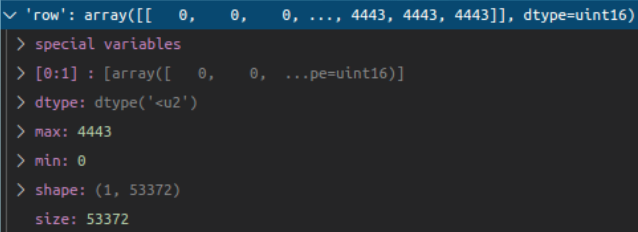 'row': array([[   0,    0,    0, ..., 4443, 4443, 4443]], dtype=uint16)
special variables
[0:1] : [array([   0,    0,  ...pe=uint16)]
dtype: dtype('<u2')
max: 4443
min: 0
shape: (1, 53372)
size: 53372